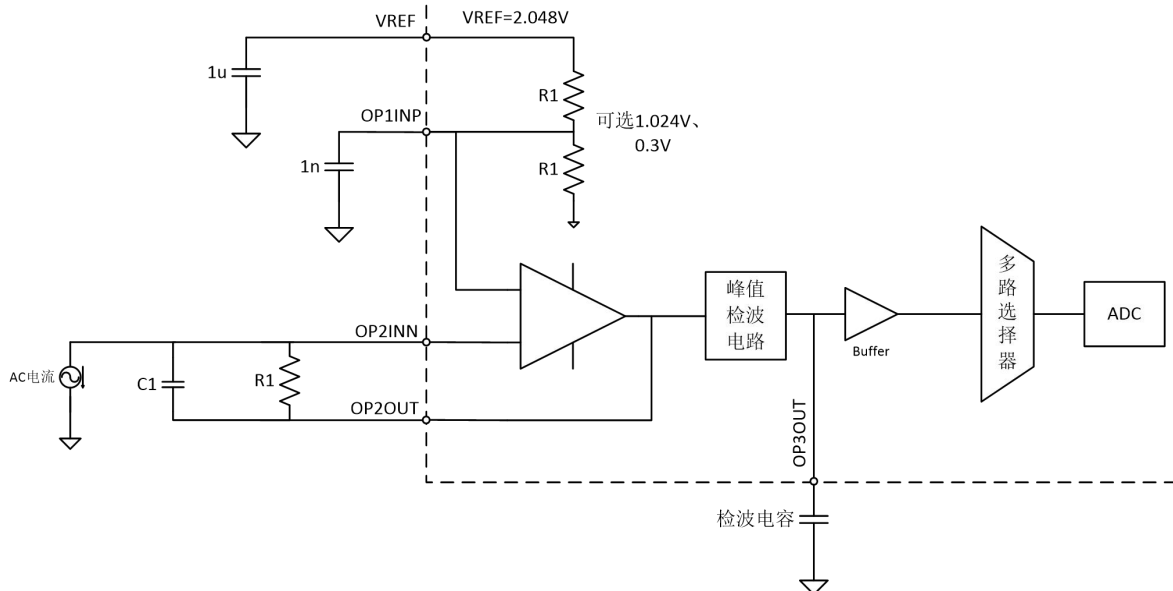 VREF
VREF=2.048V
1u
R1
OP1INP
可选1.024V、
0.3V
1n
R1
多路选择器
峰值
检波
电路
ADC
OP2INN
Buffer
AC电流
C1
R1
OP2OUT
OP3OUT
检波电容